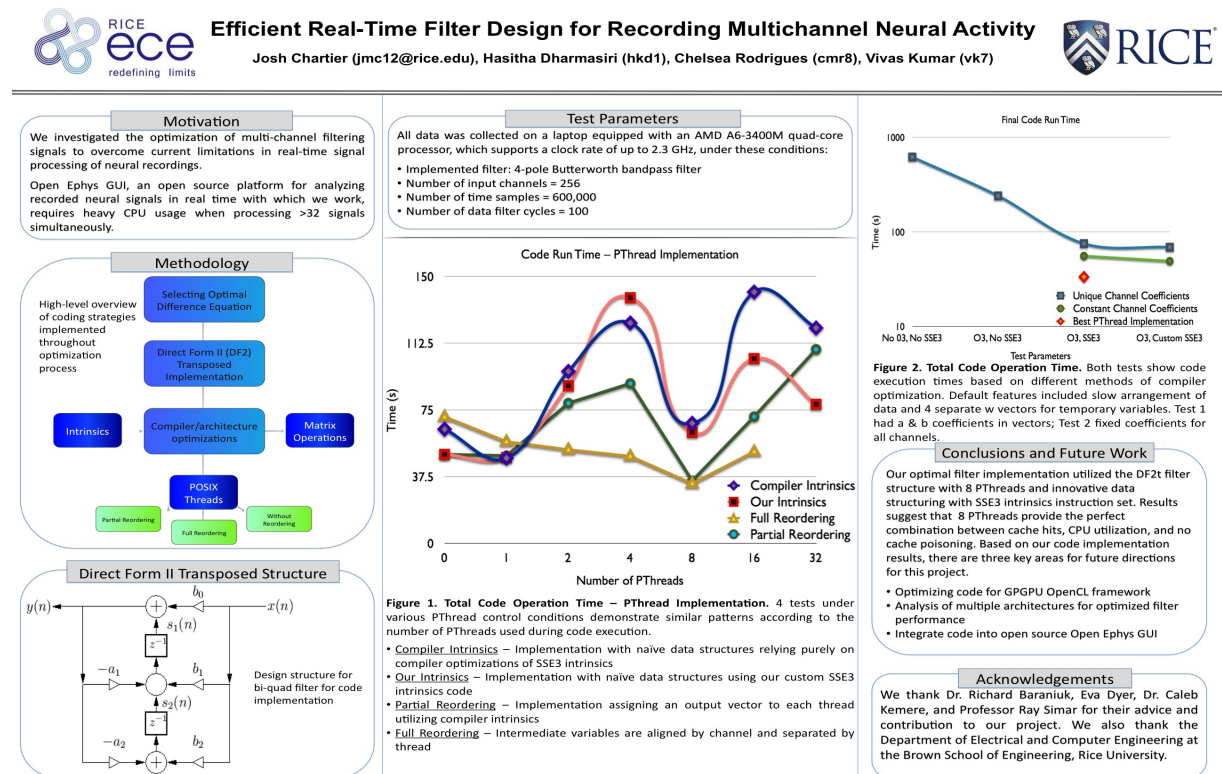 RICE
ece
redefining limits
Efficient Real-Time Filter Design for Recording Multichannel Neural Activity
Josh Chartier (jmc12@rice.edu), Hasitha Dharmasiri (hkd1), Chelsea Rodrigues (cmr8), Vivas Kumar (vk7)
RICE
Motivation
We investigated the optimization of multi-channel filtering
signals to overcome current limitations in real-time signal
processing of neural recordings.
Open Ephys GUI, an open source platform for analyzing
recorded neural signals in real time with which we work,
requires heavy CPU usage when processing >32 signals
simultaneously.
Methodology
High-level overview
of coding strategies
implemented
throughout
optimization
process
Selecting Optimal
Difference Equation
Direct Form II (DF2)
Transposed
Implementation
Intrinsics
Compiler/architecture
optimizations
Matrix
Operations
POSIX
Threads
Partial Reordering
Full Reordering
Without
Reordering
Direct Form II Transposed Structure
y(n)
b₀
x(n)
s₁(n)
z⁻¹
−a₁
b₁
s₂(n)
z⁻¹
−a₂
b₂
Design structure for
bi-quad filter for code
implementation
Test Parameters
All data was collected on a laptop equipped with an AMD A6-3400M quad-core
processor, which supports a clock rate of up to 2.3 GHz, under these conditions:
• Implemented filter: 4-pole Butterworth bandpass filter
• Number of input channels = 256
• Number of time samples = 600,000
• Number of data filter cycles = 100
Code Run Time – PThread Implementation
150
112.5
75
37.5
0
Time (s)
Compiler Intrinsics
Our Intrinsics
Full Reordering
Partial Reordering
0 1 2 4 8 16 32
Number of PThreads
Figure 1. Total Code Operation Time – PThread Implementation. 4 tests under
various PThread control conditions demonstrate similar patterns according to the
number of PThreads used during code execution.
• Compiler Intrinsics – Implementation with naïve data structures relying purely on
compiler optimizations of SSE3 intrinsics
• Our Intrinsics – Implementation with naïve data structures using our custom SSE3
intrinsics code
• Partial Reordering – Implementation assigning an output vector to each thread
utilizing compiler intrinsics
• Full Reordering – Intermediate variables are aligned by channel and separated by
thread
Final Code Run Time
1000
100
10
Time (s)
Unique Channel Coefficients
Constant Channel Coefficients
Best PThread Implementation
No 03, No SSE3 O3, No SSE3 O3, SSE3 O3, Custom SSE3
Test Parameters
Figure 2. Total Code Operation Time. Both tests show code
execution times based on different methods of compiler
optimization. Default features included slow arrangement of
data and 4 separate w vectors for temporary variables. Test 1
had a & b coefficients in vectors; Test 2 fixed coefficients for
all channels.
Conclusions and Future Work
Our optimal filter implementation utilized the DF2t filter
structure with 8 PThreads and innovative data
structuring with SSE3 intrinsics instruction set. Results
suggest that 8 PThreads provide the perfect
combination between cache hits, CPU utilization, and no
cache poisoning. Based on our code implementation
results, there are three key areas for future directions
for this project.
• Optimizing code for GPGPU OpenCL framework
• Analysis of multiple architectures for optimized filter
performance
• Integrate code into open source Open Ephys GUI
Acknowledgements
We thank Dr. Richard Baraniuk, Eva Dyer, Dr. Caleb
Kemere, and Professor Ray Simar for their advice and
contribution to our project. We also thank the
Department of Electrical and Computer Engineering at
the Brown School of Engineering, Rice University.